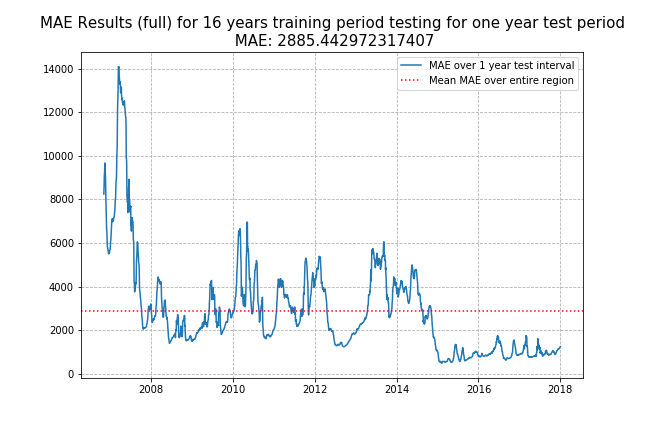 MAE Results (full) for 16 years training period testing for one year test period
MAE: 2885.442972317407
MAE over 1 year test interval
Mean MAE over entire region
14000
12000
10000
8000
6000
4000
2000
0
2008 2010 2012 2014 2016 2018